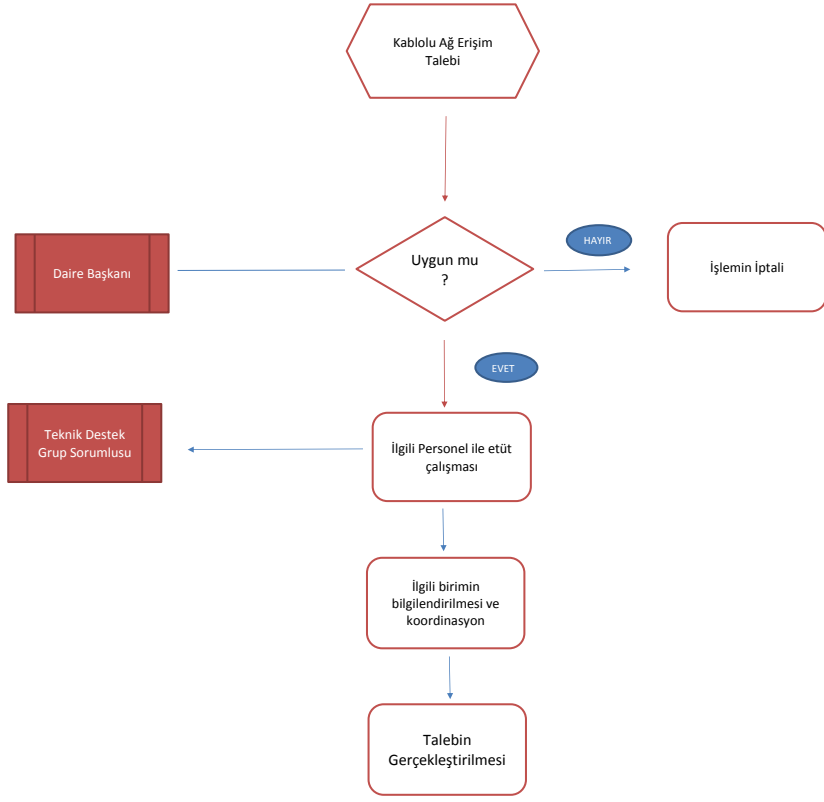 Kablolu Ağ Erişim
Talebi
Daire Başkanı
Uygun mu
?
HAYIR
İşlemin İptali
EVET
Teknik Destek
Grup Sorumlusu
İlgili Personel ile etüt
çalışması
İlgili birimin
bilgilendirilmesi ve
koordinasyon
Talebin
Gerçekleştirilmesi